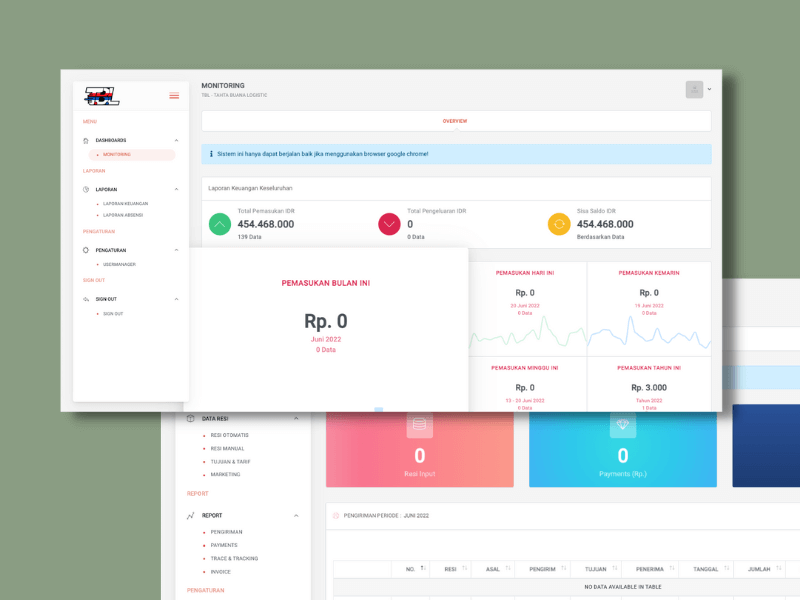 TBL
MENU
DASHBOARDS
MONITORING
LAPORAN
LAPORAN
LAPORAN KEUANGAN
LAPORAN ABSENSI
PENGATURAN
PENGATURAN
USERMANAGER
SIGN OUT
SIGN OUT
SIGN OUT
MONITORING
TBL - TAHTA BUANA LOGISTIC
OVERVIEW
Sistem ini hanya dapat berjalan baik jika menggunakan browser google chrome!
Laporan Keuangan Keseluruhan
Total Pemasukan IDR
454.468.000
139 Data
Total Pengeluaran IDR
0
0 Data
Sisa Saldo IDR
454.468.000
Berdasarkan Data
PEMASUKAN BULAN INI
Rp. 0
Juni 2022
0 Data
PEMASUKAN HARI INI
Rp. 0
20 Juni 2022
0 Data
PEMASUKAN KEMARIN
Rp. 0
19 Juni 2022
0 Data
PEMASUKAN MINGGU INI
Rp. 0
13 - 20 Juni 2022
0 Data
PEMASUKAN TAHUN INI
Rp. 3.000
Tahun 2022
1 Data
DATA RESI
RESI OTOMATIS
RESI MANUAL
TUJUAN & TARIF
MARKETING
REPORT
REPORT
PENGIRIMAN
PAYMENTS
TRACE & TRACKING
INVOICE
PENGATURAN
0
Resi Input
0
Payments (Rp.)
PENGIRIMAN PERIODE : JUNI 2022
NO. RESI ASAL PENGIRIM TUJUAN PENERIMA TANGGAL JUMLAH
NO DATA AVAILABLE IN TABLE